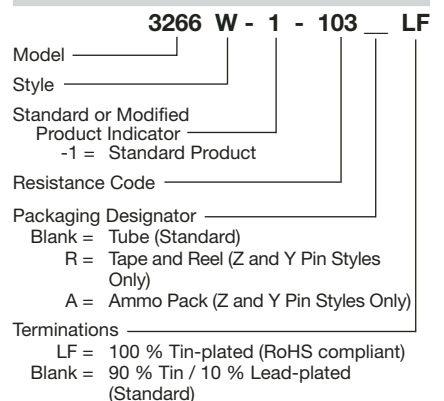 3266 W - 1 - 103 __ LF
Model
Style
Standard or Modified
Product Indicator
-1 = Standard Product
Resistance Code
Packaging Designator
Blank = Tube (Standard)
R = Tape and Reel (Z and Y Pin Styles
Only)
A = Ammo Pack (Z and Y Pin Styles Only)
Terminations
LF = 100 % Tin-plated (RoHS compliant)
Blank = 90 % Tin / 10 % Lead-plated
(Standard)